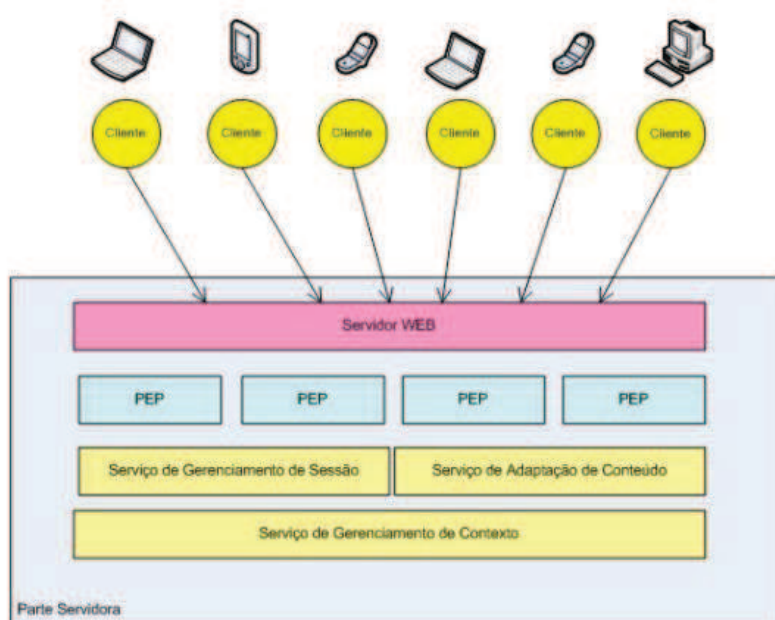 Cliente
Cliente
Cliente
Cliente
Cliente
Cliente
Servidor WEB
PEP
PEP
PEP
PEP
Serviço de Gerenciamento de Sessão
Serviço de Adaptação de Conteúdo
Serviço de Gerenciamento de Contexto
Parte Servidora